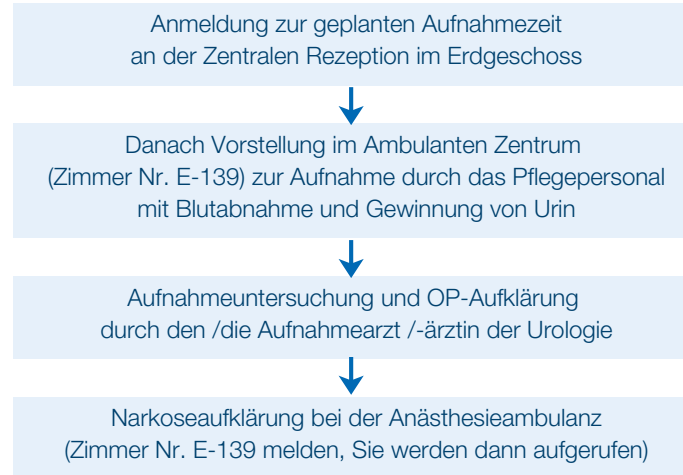 Anmeldung zur geplanten Aufnahmezeit
an der Zentralen Rezeption im Erdgeschoss
Danach Vorstellung im Ambulanten Zentrum
(Zimmer Nr. E-139) zur Aufnahme durch das Pflegepersonal
mit Blutabnahme und Gewinnung von Urin
Aufnahmeuntersuchung und OP-Aufklärung
durch den /die Aufnahmearzt /-ärztin der Urologie
Narkoseaufklärung bei der Anästhesieambulanz
(Zimmer Nr. E-139 melden, Sie werden dann aufgerufen)